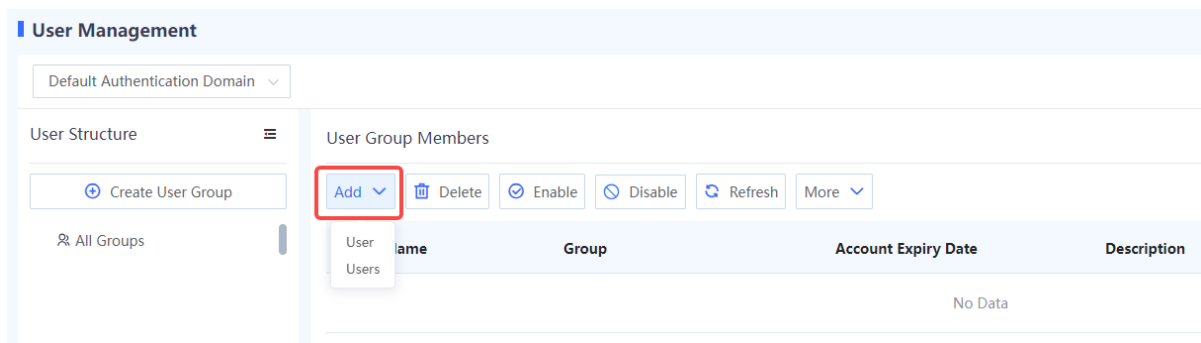 User Management
Default Authentication Domain
User Structure
User Group Members
Create User Group
Add Delete Enable Disable Refresh More
All Groups
User
Users
ame Group Account Expiry Date Description
No Data